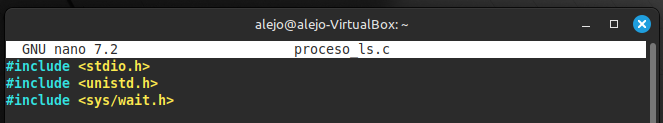 alejo@alejo-VirtualBox: ~
GNU nano 7.2 proceso_ls.c
#include <stdio.h>
#include <unistd.h>
#include <sys/wait.h>